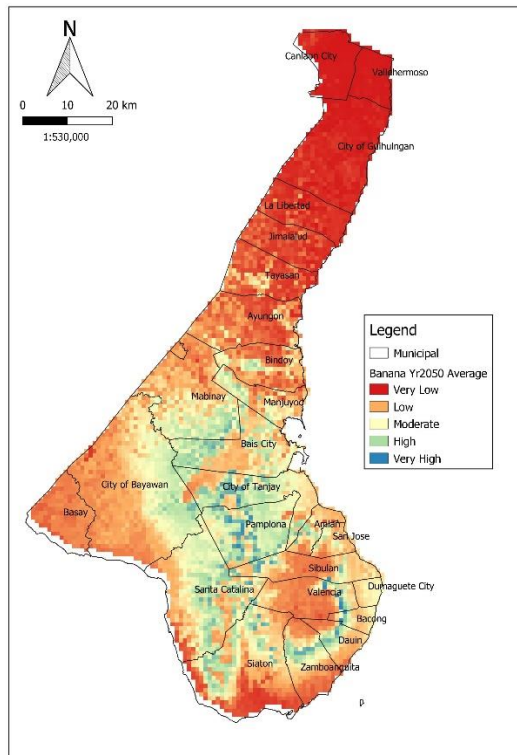 N
0 10 20 km
1:530,000
Canlaon City
Vallehermoso
City of Guihulngan
La Libertad
Jimala'ud
Tayasan
Ayungon
Bindoy
Mabinay
Manjuyod
Bais City
City of Bayawan
City of Tanjay
Basay
Pamplona
Amlan
San Jose
Sibulan
Santa Catalina
Valencia
Dumaguete City
Bacong
Dauin
Siaton
Zamboanguita
Legend
Municipal
Banana Yr2050 Average
Very Low
Low
Moderate
High
Very High